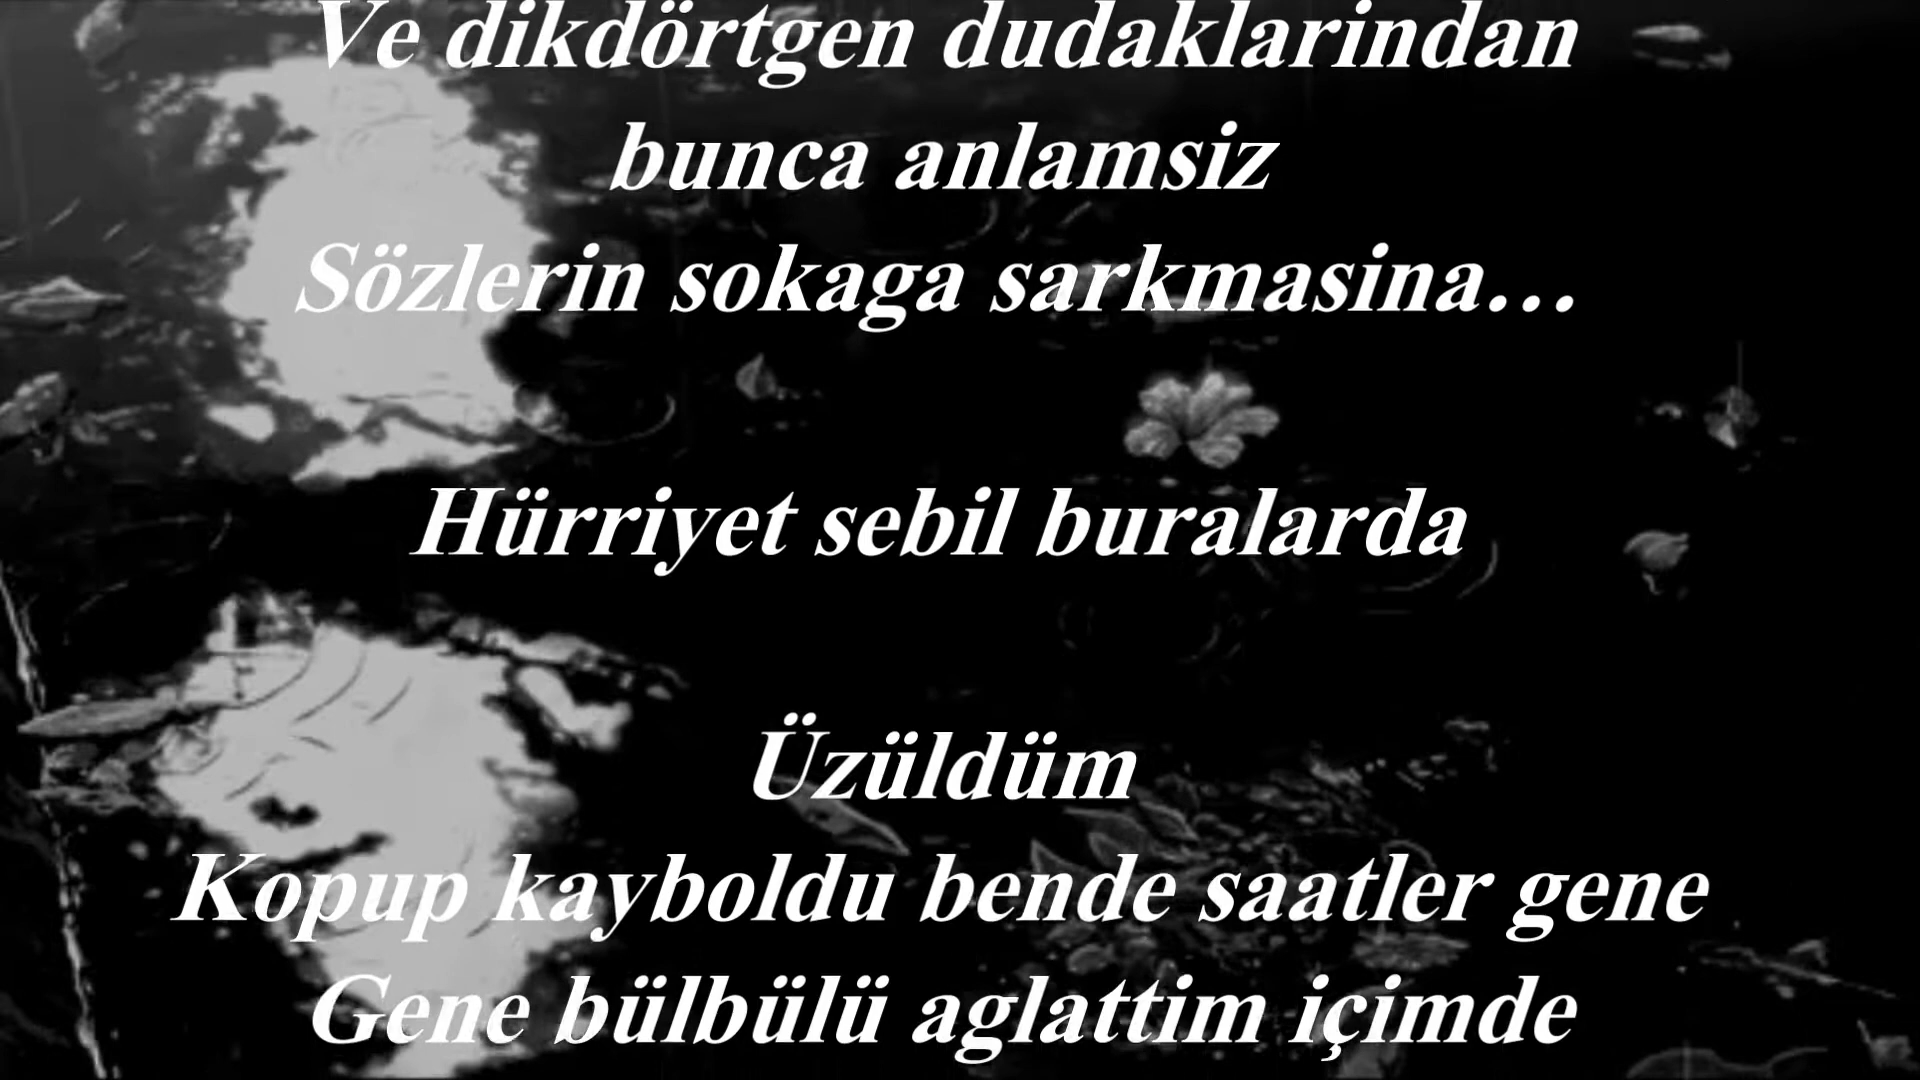 Ve dikdörtgen dudaklarindan
bunca anlamsiz
Sözlerin sokaga sarkmasina…
Hürriyet sebil buralarda
Üzüldüm
Kopup kayboldu bende saatler gene
Gene bülbülü aglattim içimde